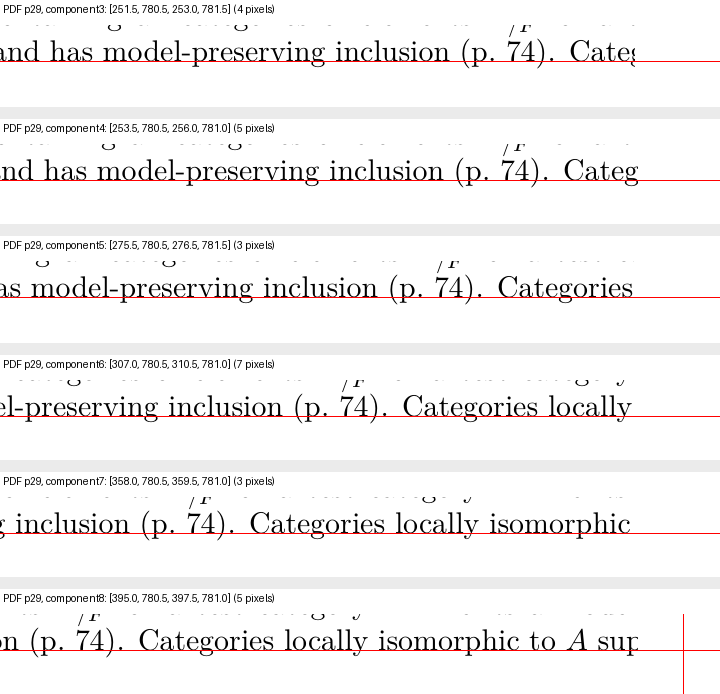 PDF p29, component3: [251.5, 780.5, 253.0, 781.5] (4 pixels)
and has model-preserving inclusion (p. 74). Categ
PDF p29, component4: [253.5, 780.5, 256.0, 781.0] (5 pixels)
nd has model-preserving inclusion (p. 74). Categ
PDF p29, component5: [275.5, 780.5, 276.5, 781.5] (3 pixels)
as model-preserving inclusion (p. 74). Categories
PDF p29, component6: [307.0, 780.5, 310.5, 781.0] (7 pixels)
el-preserving inclusion (p. 74). Categories locally
PDF p29, component7: [358.0, 780.5, 359.5, 781.0] (3 pixels)
g inclusion (p. 74). Categories locally isomorphic
PDF p29, component8: [395.0, 780.5, 397.5, 781.0] (5 pixels)
on (p. 74). Categories locally isomorphic to A sup